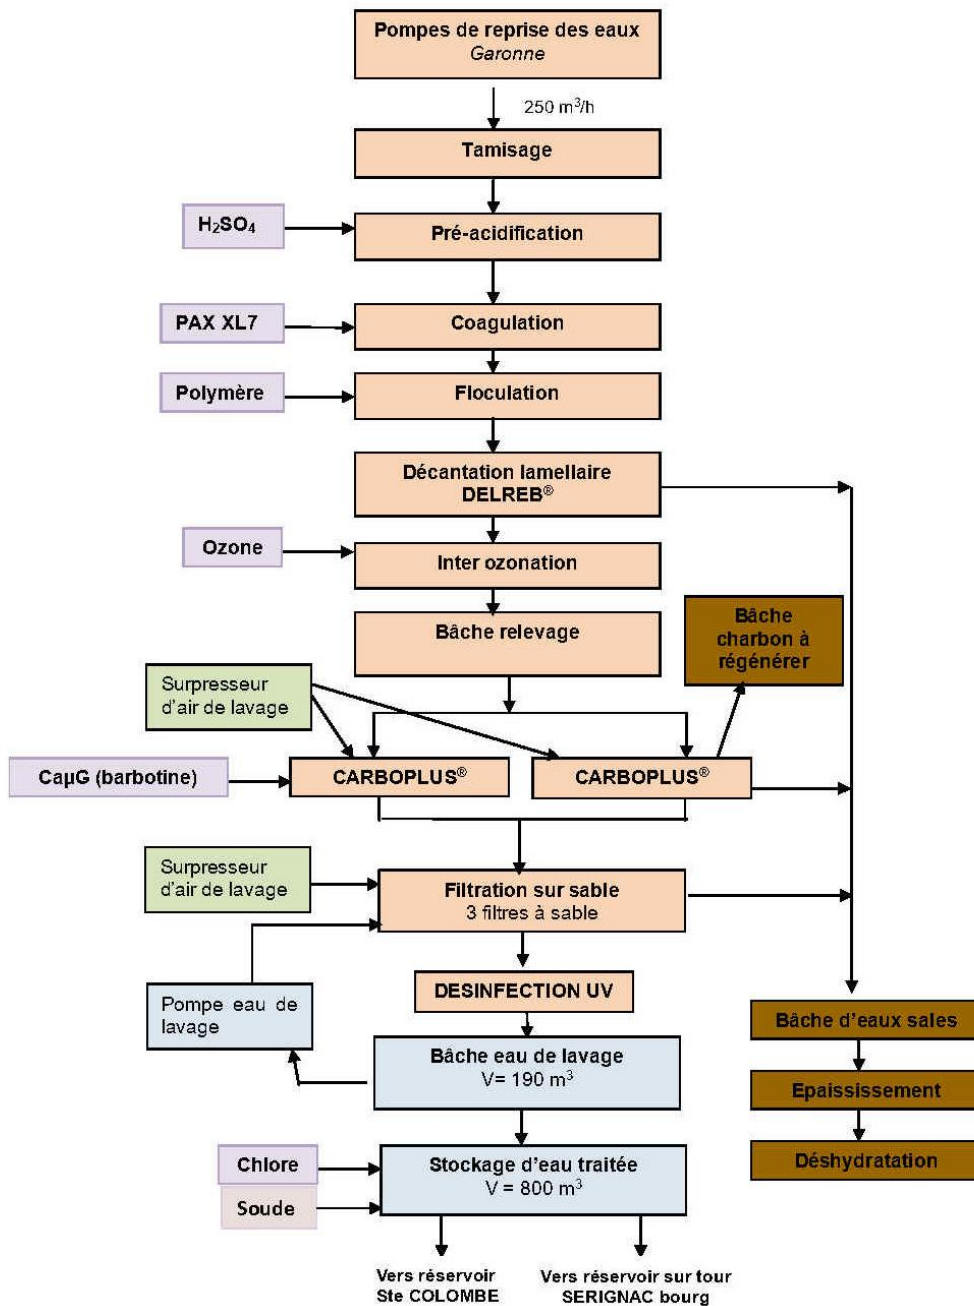 Pompes de reprise des eaux
Garonne
250 m³/h
Tamisage
H₂SO₄
Pré-acidification
PAX XL7
Coagulation
Polymère
Floculation
Décantation lamellaire
DELREB®
Ozone
Inter ozonation
Bâche relevage
Bâche
charbon à
régénérer
Surpresseur
d'air de lavage
CaµG (barbotine)
CARBOPLUS®
CARBOPLUS®
Surpresseur
d'air de lavage
Filtration sur sable
3 filtres à sable
DESINFECTION UV
Pompe eau de
lavage
Bâche eau de lavage
V= 190 m³
Bâche d'eaux sales
Epaississement
Déshydratation
Chlore
Soude
Stockage d'eau traitée
V = 800 m³
Vers réservoir
Ste COLOMBE
Vers réservoir sur tour
SERIGNAC bourg